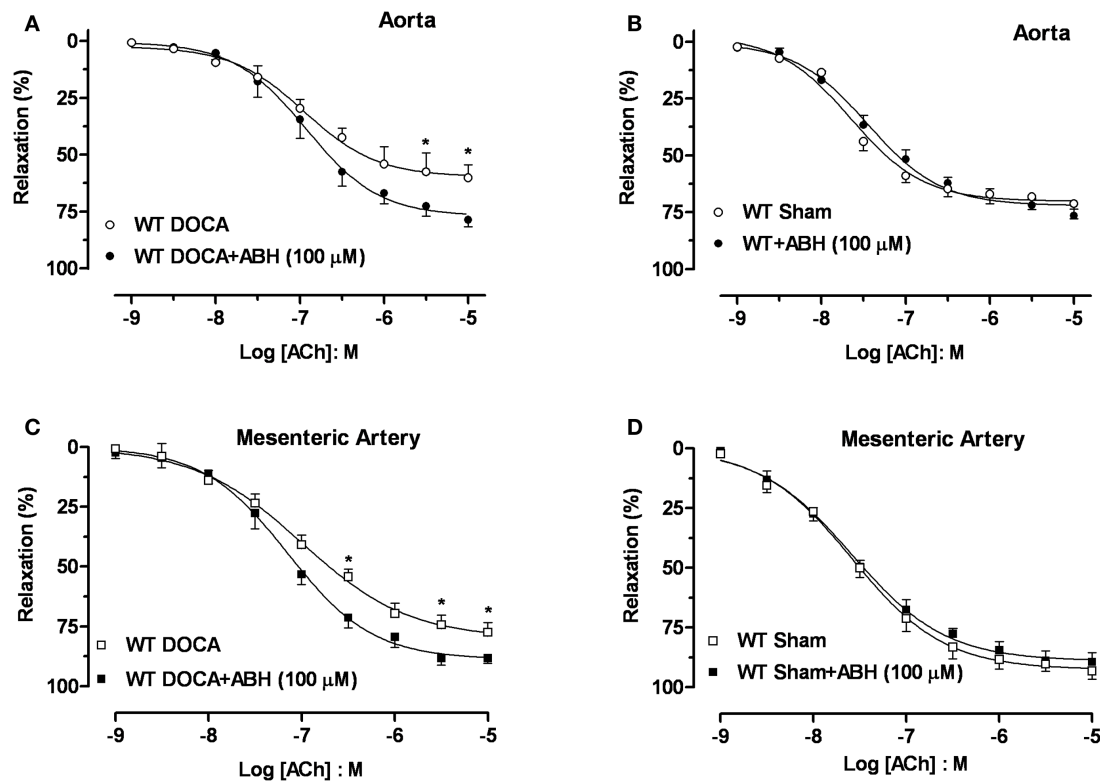 A
Aorta
0
25
50
75
100
Relaxation (%)
* *
WT DOCA
WT DOCA+ABH (100 μM)
-9 -8 -7 -6 -5
Log [ACh]: M
B
Aorta
0
25
50
75
100
Relaxation (%)
WT Sham
WT+ABH (100 μM)
-9 -8 -7 -6 -5
Log [ACh]: M
C
Mesenteric Artery
0
25
50
75
100
Relaxation (%)
* * *
WT DOCA
WT DOCA+ABH (100 μM)
-9 -8 -7 -6 -5
Log [ACh] : M
D
Mesenteric Artery
0
25
50
75
100
Relaxation (%)
WT Sham
WT Sham+ABH (100 μM)
-9 -8 -7 -6 -5
Log [ACh] : M